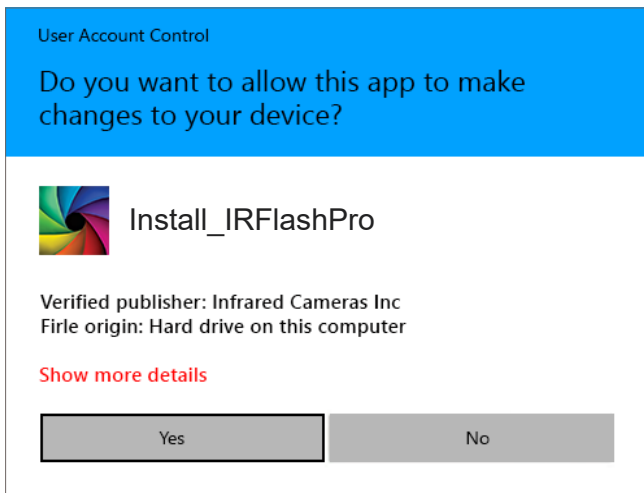 User Account Control
Do you want to allow this app to make
changes to your device?
Install_IRFlashPro
Verified publisher: Infrared Cameras Inc
Firle origin: Hard drive on this computer
Show more details
Yes
No